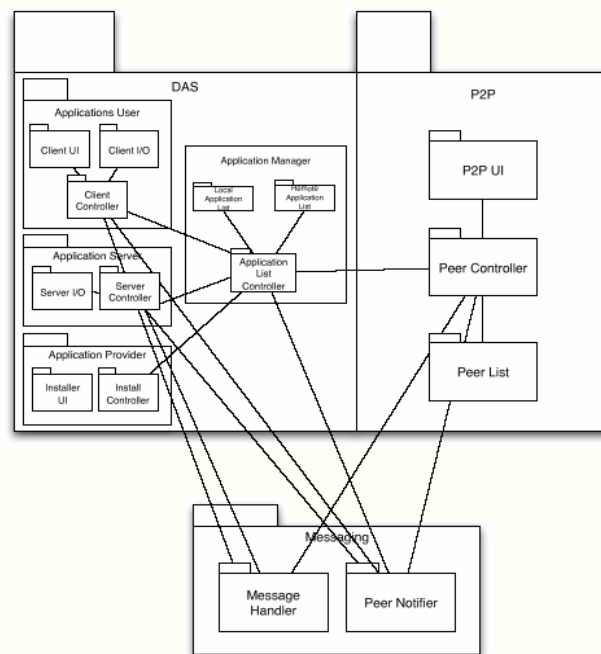 DAS
P2P
Applications User
Client UI
Client I/O
Client
Controller
Application Manager
Local
Application
List
Remote
Application
List
Application
List
Controller
Application Server
Server I/O
Server
Controller
Application Provider
Installer
UI
Install
Controller
P2P UI
Peer Controller
Peer List
Messaging
Message
Handler
Peer Notifier